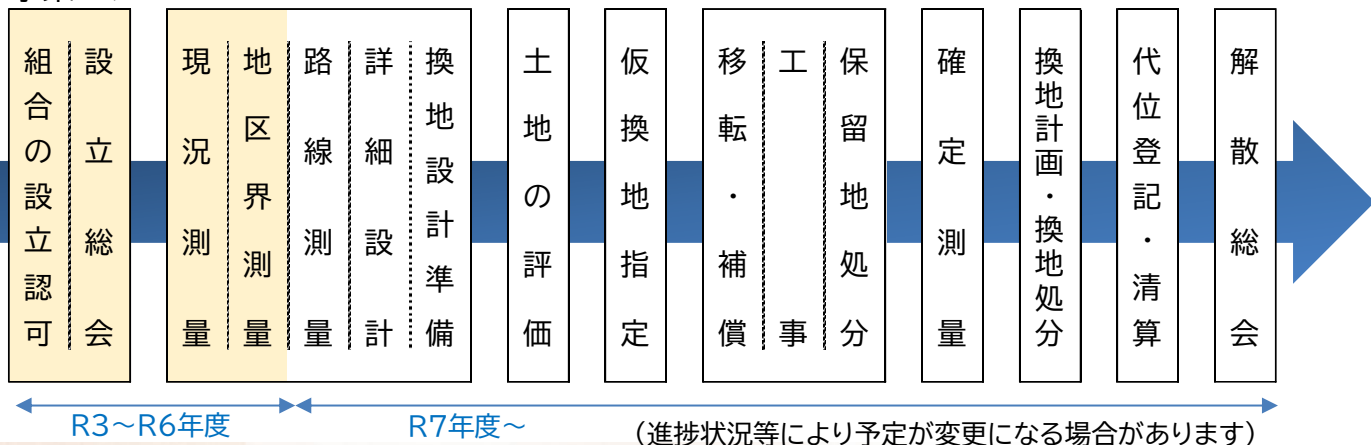 組合の設立認可
設立総会
現況測量
地区界測量
路線測量
詳細設計
換地設計準備
土地の評価
仮換地指定
移転・補償
工事
保留地処分
確定測量
換地計画・換地処分
代位登記・清算
解散総会
R3～R6年度
R7年度～
(進捗状況等により予定が変更になる場合があります)